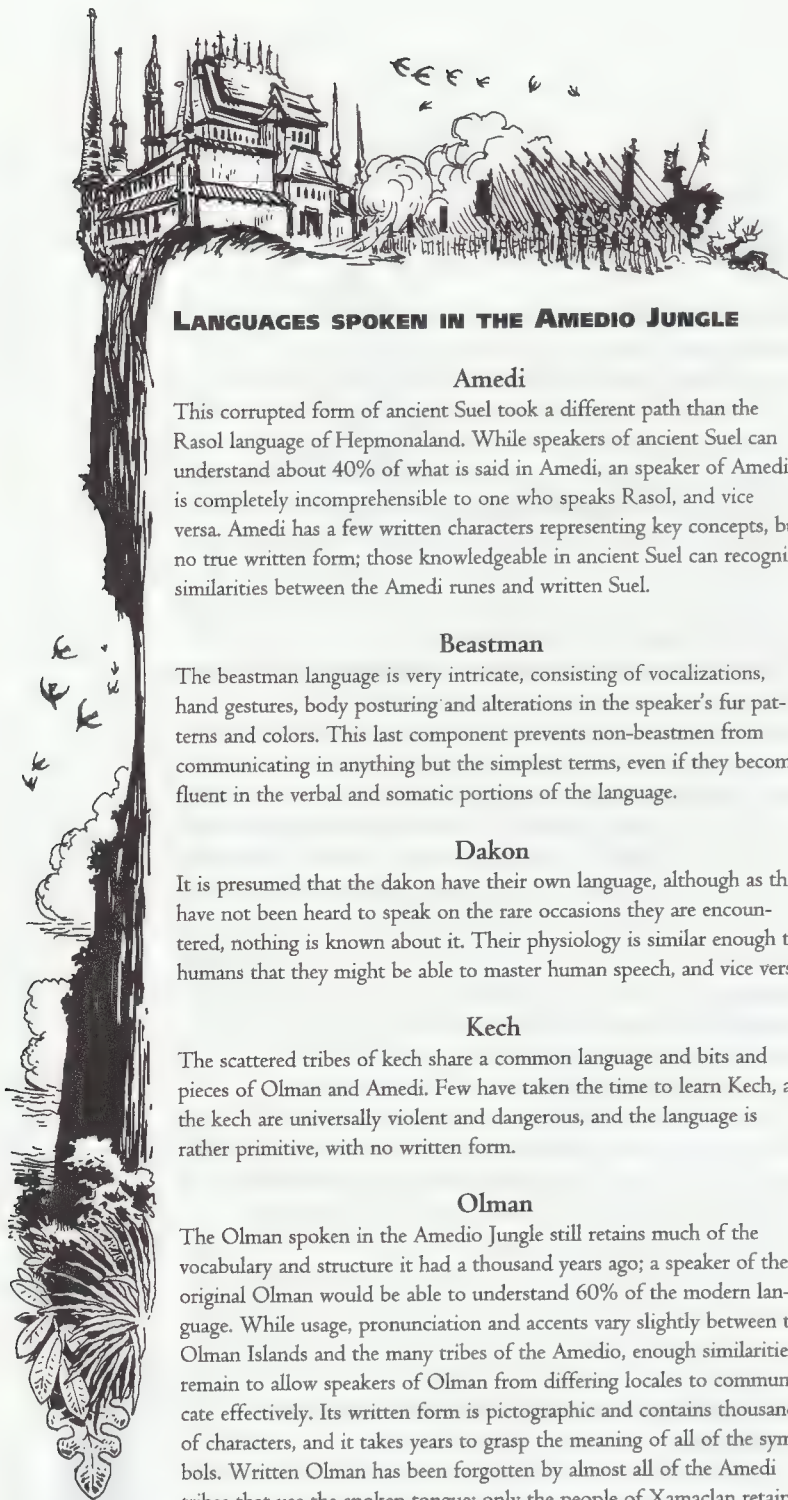 LANGUAGES SPOKEN IN THE AMEDIO JUNGLE
Amedi
This corrupted form of ancient Suel took a different path than the
Rasol language of Hepmonaland. While speakers of ancient Suel can
understand about 40% of what is said in Amedi, an speaker of Amedi
is completely incomprehensible to one who speaks Rasol, and vice
versa. Amedi has a few written characters representing key concepts,
no true written form; those knowledgeable in ancient Suel can
similarities between the Amedi runes and written Suel.
Beastman
The beastman language is very intricate, consisting of vocalizations,
hand gestures, body posturing and alterations in the speaker's fur pat-
terns and colors. This last component prevents non-beastmen from
communicating in anything but the simplest terms, even if they
fluent in the verbal and somatic portions of the language.
Dakon
It is presumed that the dakon have their own language, although as
have not been heard to speak on the rare occasions they are encoun-
tered, nothing is known about it. Their physiology is similar enough
humans that they might be able to master human speech, and vice
Kech
The scattered tribes of kech share a common language and bits and
pieces of Olman and Amedi. Few have taken the time to learn Kech,
the kech are universally violent and dangerous, and the language is
rather primitive, with no written form.
Olman
The Olman spoken in the Amedio Jungle still retains much of the
vocabulary and structure it had a thousand years ago; a speaker of the
original Olman would be able to understand 60% of the modern lan-
guage. While usage, pronunciation and accents vary slightly between
Olman Islands and the many tribes of the Amedio, enough
remain to allow speakers of Olman from differing locales to
cate effectively. Its written form is pictographic and contains
of characters, and it takes years to grasp the meaning of all of the sym-
bols. Written Olman has been forgotten by almost all of the Amedi
tribes that use the spoken tongue; only the people of Xamaclan retain